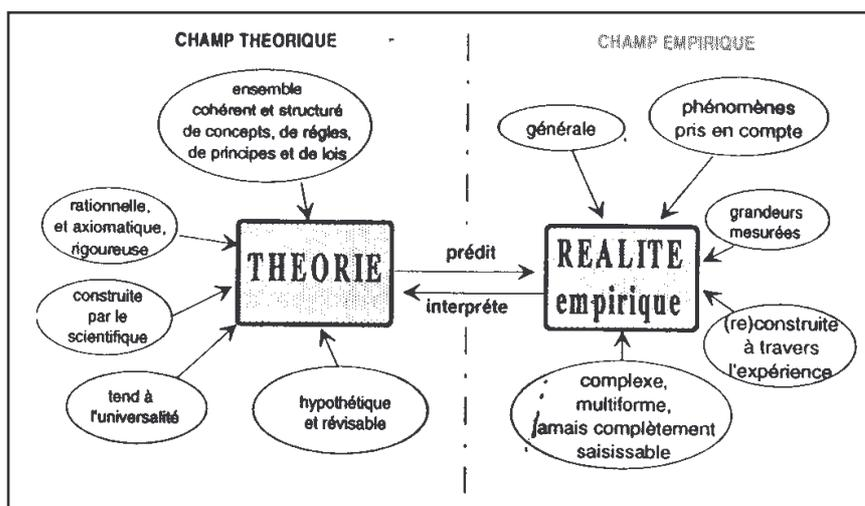 CHAMP THEORIQUE
CHAMP EMPIRIQUE
ensemble
cohérent et structuré
de concepts, de régles,
de principes et de lois
générale
phénomènes
pris en compte
rationnelle,
et axiomatique,
rigoureuse
grandeurs
mesurées
THEORIE
prédit
interpréte
REALITE
empirique
construite
par le
scientifique
(re)construite
à travers
l'expérience
tend à
l'universalité
hypothétique
et révisable
complexe,
multiforme,
jamais complètement
saisissable